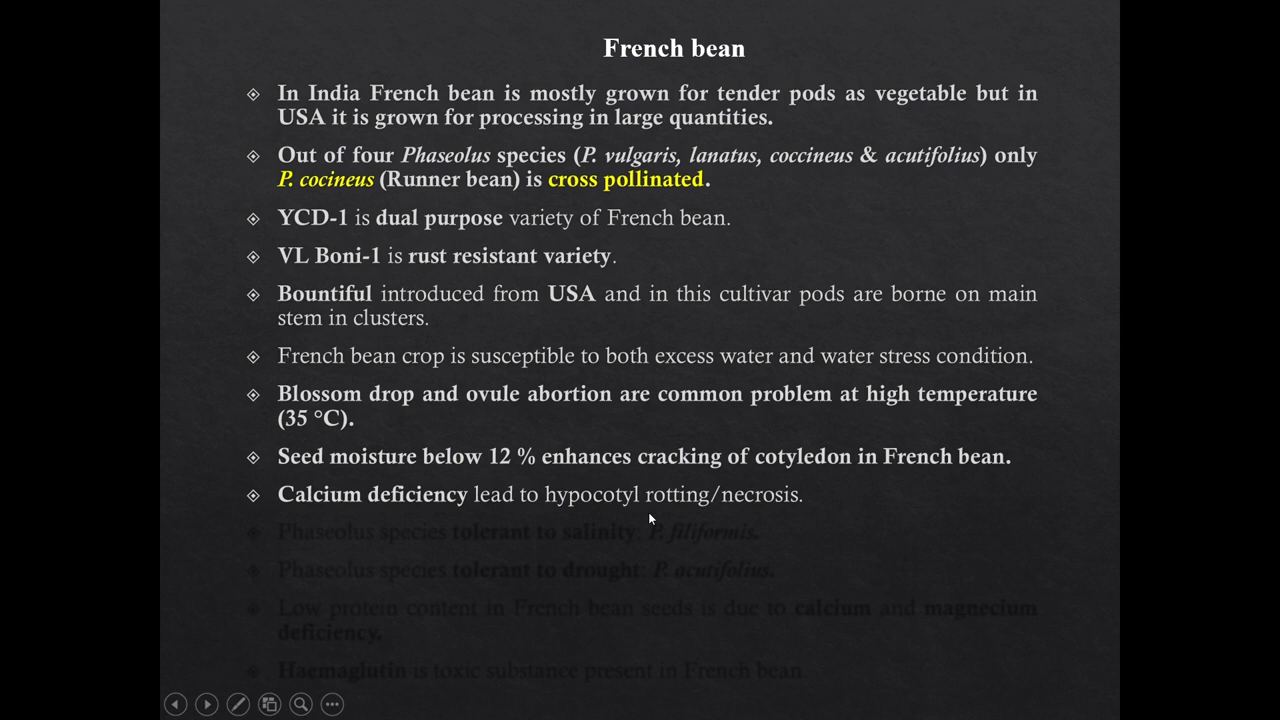 French bean
In India French bean is mostly grown for tender pods as vegetable but in
USA it is grown for processing in large quantities.
Out of four Phaseolus species (P. vulgaris, lanatus, coccineus & acutifolius) only
P. cocineus (Runner bean) is cross pollinated.
YCD-1 is dual purpose variety of French bean.
VL Boni-1 is rust resistant variety.
Bountiful introduced from USA and in this cultivar pods are borne on main
stem in clusters.
French bean crop is susceptible to both excess water and water stress condition.
Blossom drop and ovule abortion are common problem at high temperature
(35 °C).
Seed moisture below 12 % enhances cracking of cotyledon in French bean.
Calcium deficiency lead to hypocotyl rotting/necrosis.
Phaseolus species tolerant to salinity: P. filiformis.
Phaseolus species tolerant to drought: P. acutifolius.
Low protein content in French bean seeds is due to calcium and magnecium
deficiency.
Haemaglutin is toxic substance present in French bean.